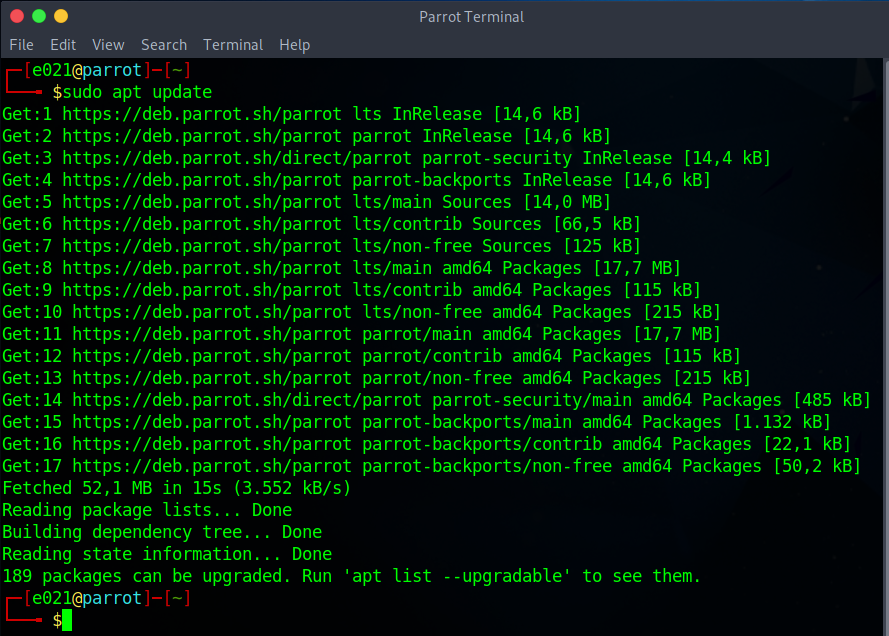 Parrot Terminal
File Edit View Search Terminal Help
┌─[e021@parrot]─[~]
└──╼ $sudo apt update
Get:1 https://deb.parrot.sh/parrot lts InRelease [14,6 kB]
Get:2 https://deb.parrot.sh/parrot parrot InRelease [14,6 kB]
Get:3 https://deb.parrot.sh/direct/parrot parrot-security InRelease [14,4 kB]
Get:4 https://deb.parrot.sh/parrot parrot-backports InRelease [14,6 kB]
Get:5 https://deb.parrot.sh/parrot lts/main Sources [14,0 MB]
Get:6 https://deb.parrot.sh/parrot lts/contrib Sources [66,5 kB]
Get:7 https://deb.parrot.sh/parrot lts/non-free Sources [125 kB]
Get:8 https://deb.parrot.sh/parrot lts/main amd64 Packages [17,7 MB]
Get:9 https://deb.parrot.sh/parrot lts/contrib amd64 Packages [115 kB]
Get:10 https://deb.parrot.sh/parrot lts/non-free amd64 Packages [215 kB]
Get:11 https://deb.parrot.sh/parrot parrot/main amd64 Packages [17,7 MB]
Get:12 https://deb.parrot.sh/parrot parrot/contrib amd64 Packages [115 kB]
Get:13 https://deb.parrot.sh/parrot parrot/non-free amd64 Packages [215 kB]
Get:14 https://deb.parrot.sh/direct/parrot parrot-security/main amd64 Packages [485 kB]
Get:15 https://deb.parrot.sh/parrot parrot-backports/main amd64 Packages [1.132 kB]
Get:16 https://deb.parrot.sh/parrot parrot-backports/contrib amd64 Packages [22,1 kB]
Get:17 https://deb.parrot.sh/parrot parrot-backports/non-free amd64 Packages [50,2 kB]
Fetched 52,1 MB in 15s (3.552 kB/s)
Reading package lists... Done
Building dependency tree... Done
Reading state information... Done
189 packages can be upgraded. Run 'apt list --upgradable' to see them.
┌─[e021@parrot]─[~]
└──╼ $